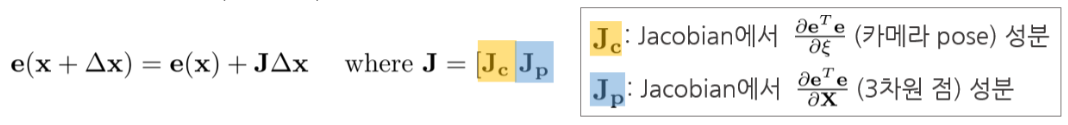 e(x + Δx) = e(x) + JΔx where J = [J_c J_p]
J_c: Jacobian에서 ∂e^T e/∂ξ (카메라 pose) 성분
J_p: Jacobian에서 ∂e^T e/∂X (3차원 점) 성분